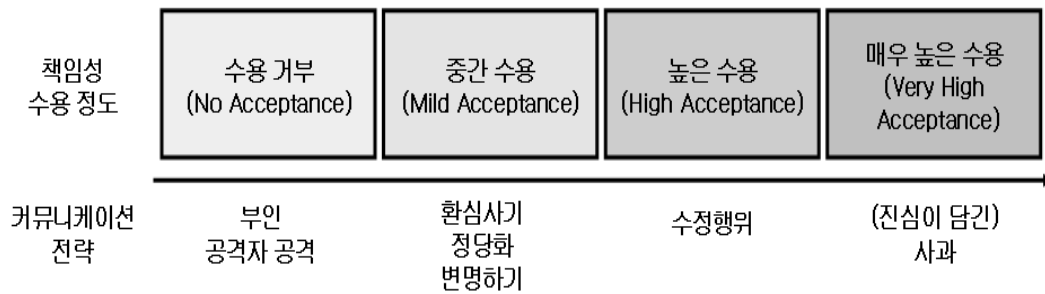 책임성
수용 정도
수용 거부
(No Acceptance)
중간 수용
(Mild Acceptance)
높은 수용
(High Acceptance)
매우 높은 수용
(Very High
Acceptance)
커뮤니케이션
전략
부인
공격자 공격
환심사기
정당화
변명하기
수정행위
(진심이 담긴)
사과